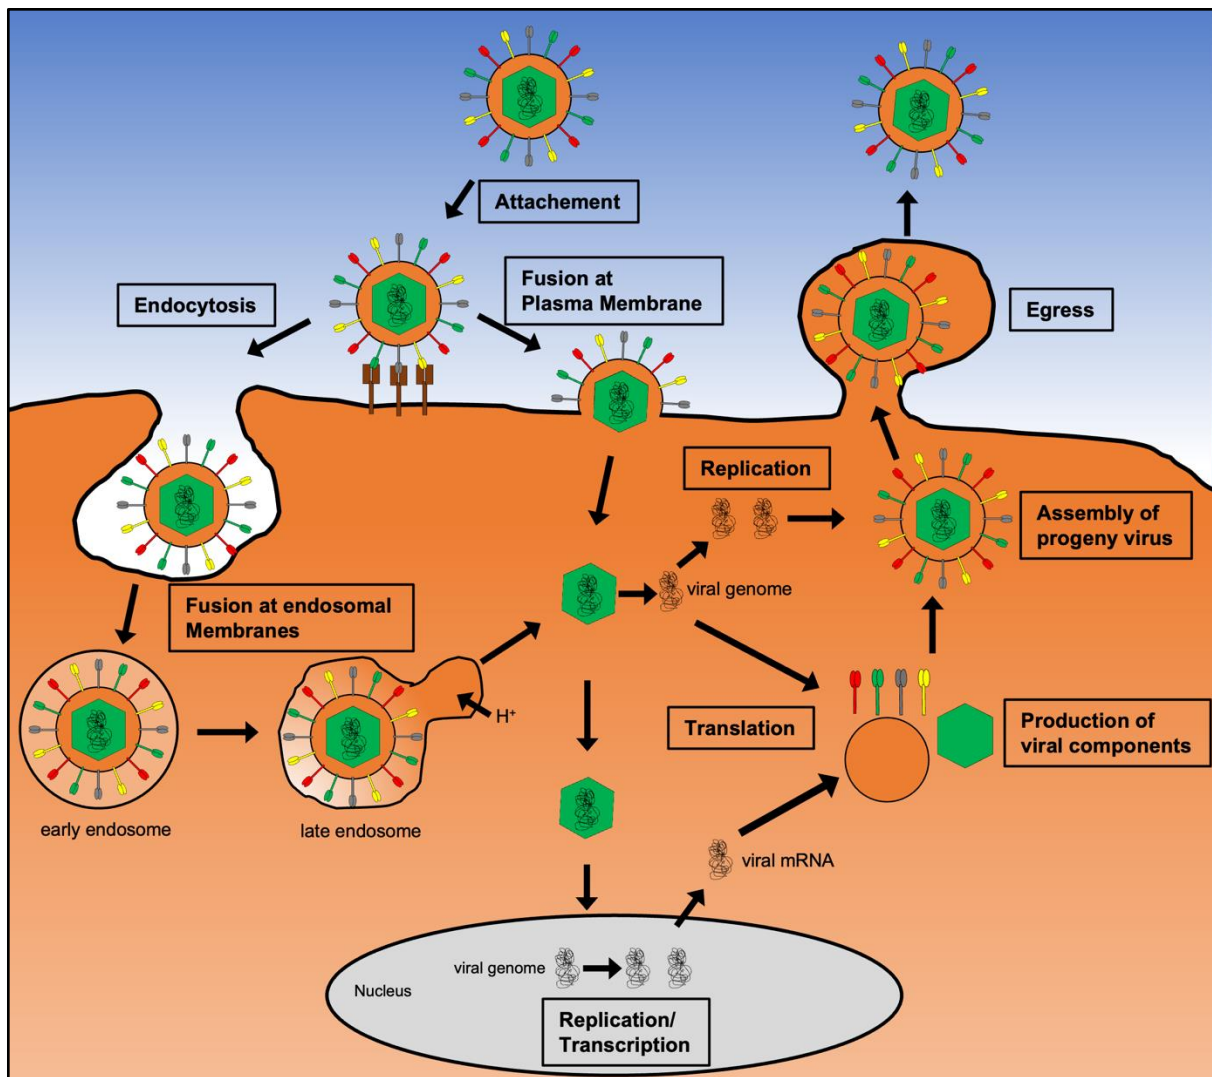 Attachement
Fusion at
Plasma Membrane
Endocytosis
Egress
Replication
Assembly of
progeny virus
viral genome
Fusion at endosomal
Membranes
H⁺
Translation
Production of
viral components
early endosome
late endosome
viral mRNA
viral genome
Nucleus
Replication/
Transcription